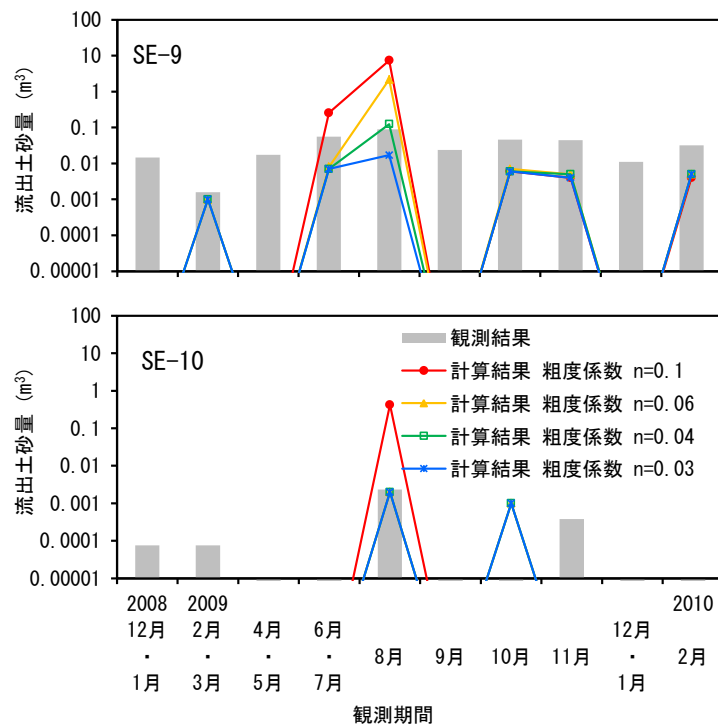 100
10
1
0.1
0.01
0.001
0.0001
0.00001
流出土砂量 (m³)
SE-9
100
10
1
0.1
0.01
0.001
0.0001
0.00001
流出土砂量 (m³)
SE-10
観測結果
計算結果 粗度係数 n=0.1
計算結果 粗度係数 n=0.06
計算結果 粗度係数 n=0.04
計算結果 粗度係数 n=0.03
2008 2009 2010
12月・1月
2月・3月
4月・5月
6月・7月
8月
9月
10月
11月
12月・1月
2月
観測期間